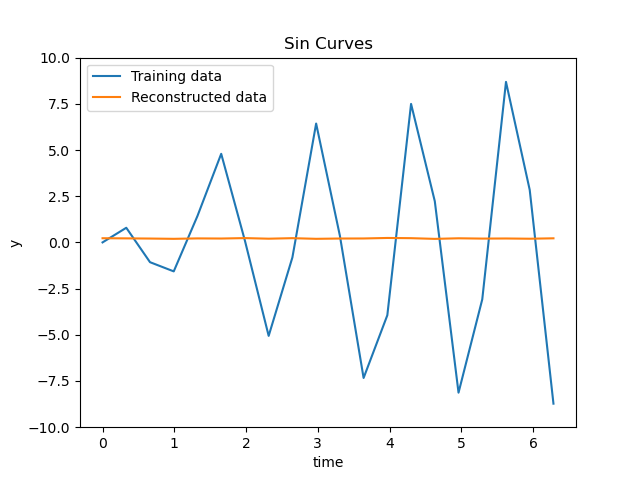 Sin Curves
Training data
Reconstructed data
10.0
7.5
5.0
2.5
0.0
−2.5
−5.0
−7.5
−10.0
y
0 1 2 3 4 5 6
time